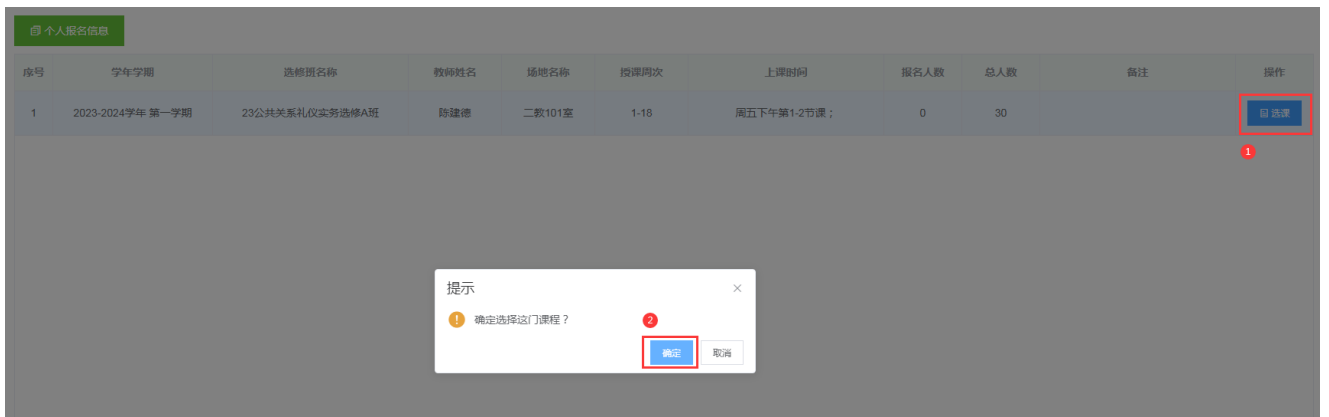 个人报名信息
序号 学年学期 选修班名称 教师姓名 场地名称 授课周次 上课时间 报名人数 总人数 备注 操作
1 2023-2024学年 第一学期 23公共关系礼仪实务选修A班 陈建德 二教101室 1-18 周五下午第1-2节课； 0 30 选课
1
提示
确定选择这门课程？
2
确定 取消